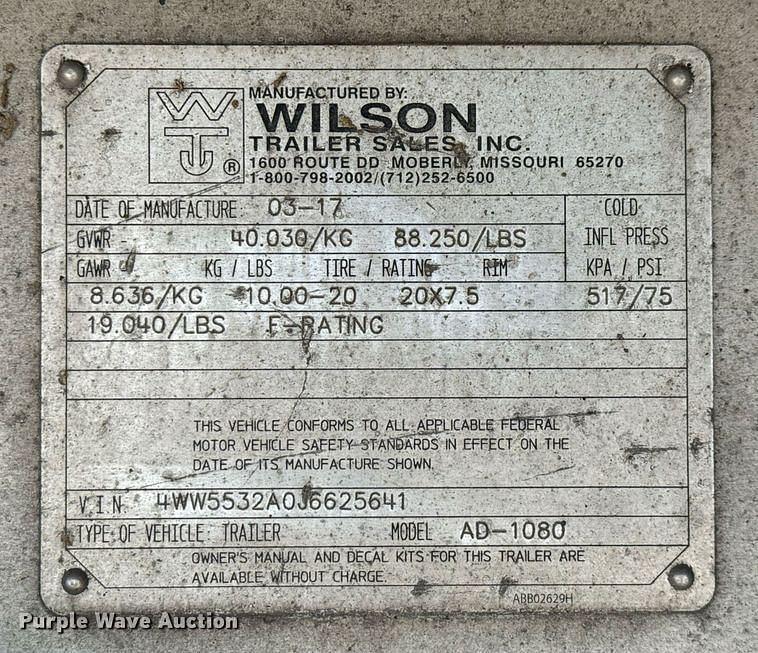 MANUFACTURED BY:
WTJ ® WILSON
TRAILER SALES, INC.
1600 ROUTE DD MOBERLY, MISSOURI 65270
1-800-798-2002/(712)252-6500
DATE OF MANUFACTURE: 03-17 COLD
GVWR - 40.030/KG 88.250/LBS INFL PRESS
GAWR - KG / LBS TIRE / RATING RIM KPA / PSI
8.636/KG 10.00-20 20X7.5 517/75
19.040/LBS F-RATING
THIS VEHICLE CONFORMS TO ALL APPLICABLE FEDERAL
MOTOR VEHICLE SAFETY STANDARDS IN EFFECT ON THE
DATE OF ITS MANUFACTURE SHOWN.
V.I.N. 4WW5532A0J6625641
TYPE OF VEHICLE: TRAILER MODEL AD-1080
OWNER'S MANUAL AND DECAL KITS FOR THIS TRAILER ARE
AVAILABLE WITHOUT CHARGE.
ABB02629H
Purple Wave Auction